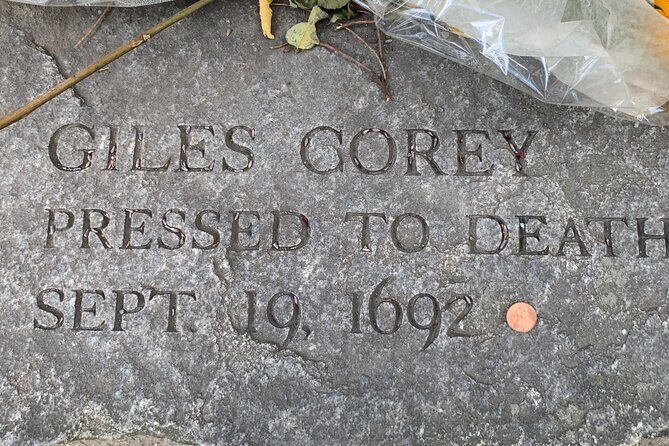 GILES COREY
PRESSED TO DEATH
SEPT. 19, 1692